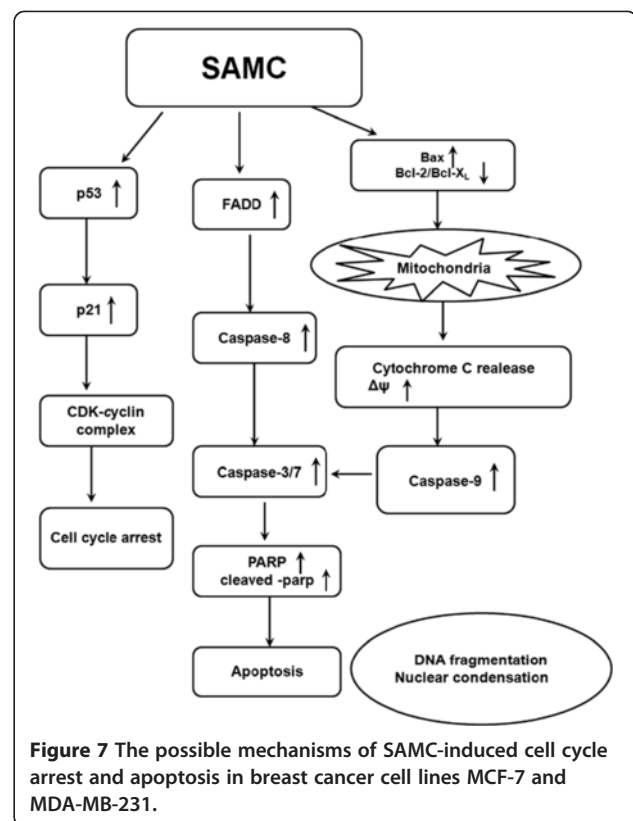 SAMC
p53 ↑
p21 ↑
CDK-cyclin
complex
Cell cycle arrest
FADD ↑
Caspase-8 ↑
Caspase-3/7 ↑
PARP ↑
cleaved -parp ↑
Apoptosis
Bax ↑
Bcl-2/Bcl-XL ↓
Mitochondria
Cytochrome C realease
Δψ ↑
Caspase-9 ↑
DNA fragmentation
Nuclear condensation
Figure 7 The possible mechanisms of SAMC-induced cell cycle
arrest and apoptosis in breast cancer cell lines MCF-7 and
MDA-MB-231.